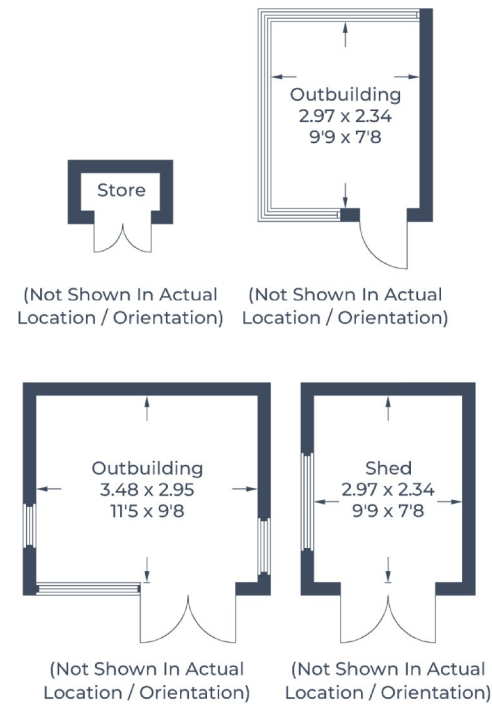 Outbuilding
2.97 x 2.34
9'9 x 7'8
Store
(Not Shown In Actual
Location / Orientation)
(Not Shown In Actual
Location / Orientation)
Outbuilding
3.48 x 2.95
11'5 x 9'8
Shed
2.97 x 2.34
9'9 x 7'8
(Not Shown In Actual
Location / Orientation)
(Not Shown In Actual
Location / Orientation)